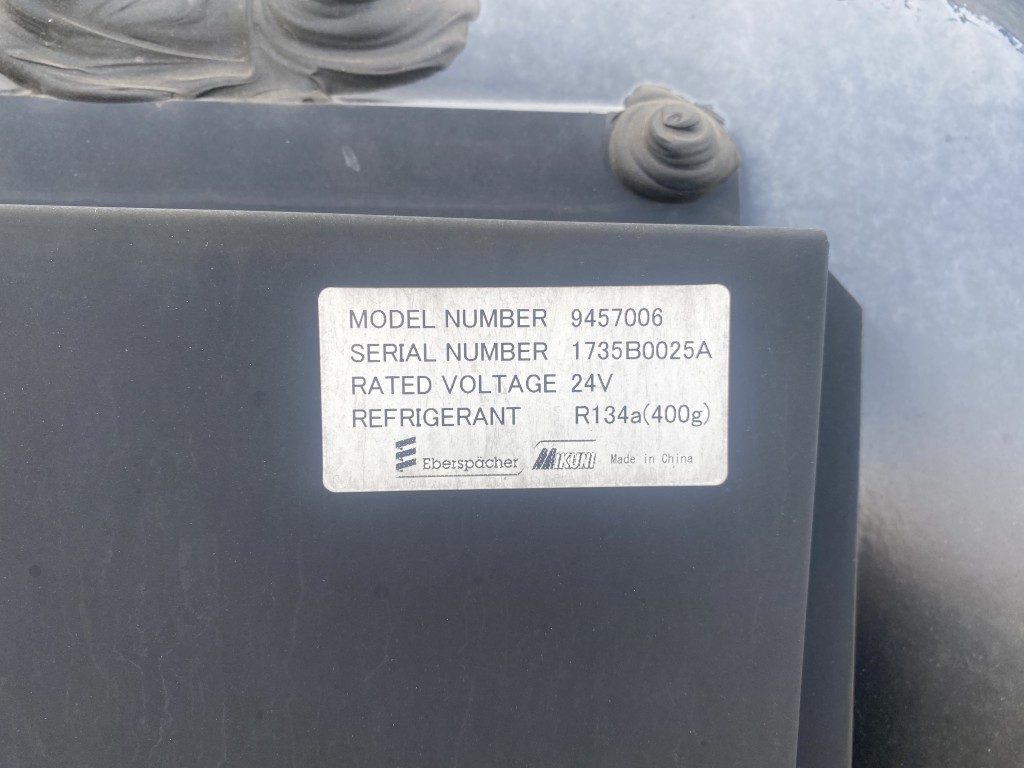 MODEL NUMBER 9457006
SERIAL NUMBER 1735B0025A
RATED VOLTAGE 24V
REFRIGERANT R134a(400g)
Eberspächer MIKUNI Made in China